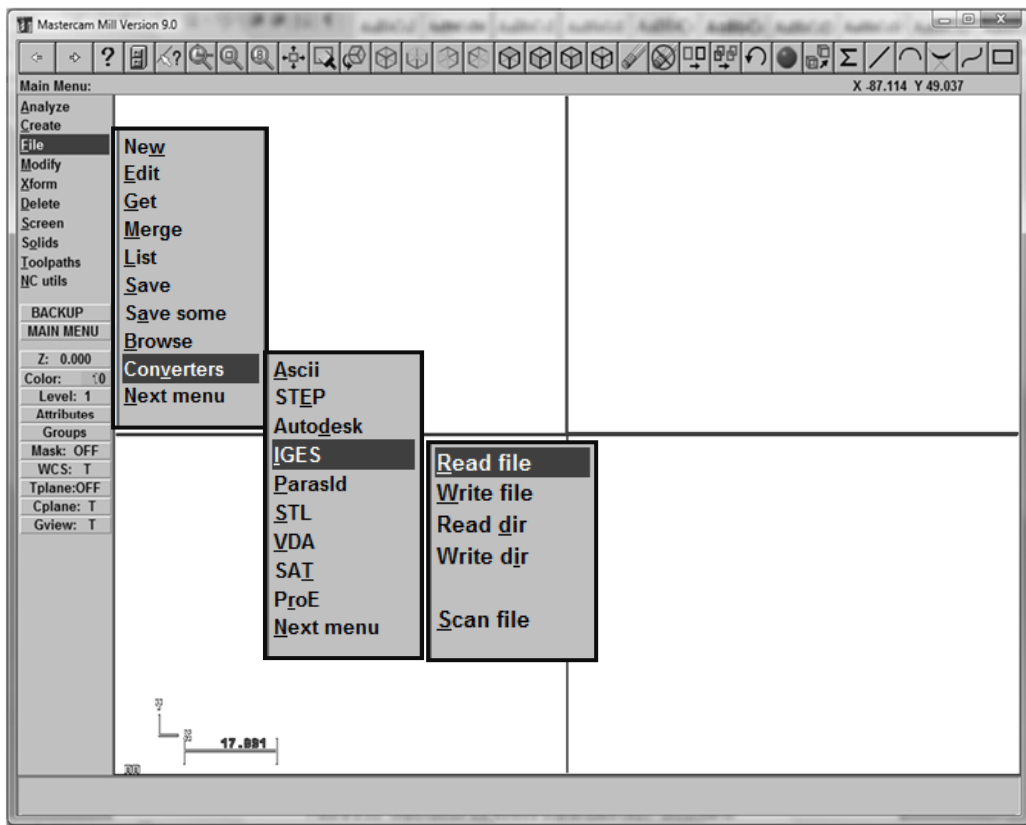 Mastercam Mill Version 9.0
Main Menu:
X -87.114 Y 49.037
Analyze
Create
File
Modify
Xform
Delete
Screen
Solids
Toolpaths
NC utils
BACKUP
MAIN MENU
Z: 0.000
Color: 10
Level: 1
Attributes
Groups
Mask: OFF
WCS: T
Tplane:OFF
Cplane: T
Gview: T
New
Edit
Get
Merge
List
Save
Save some
Browse
Converters
Next menu
Ascii
STEP
Autodesk
IGES
Parasld
STL
VDA
SAT
ProE
Next menu
Read file
Write file
Read dir
Write dir
Scan file
17.891